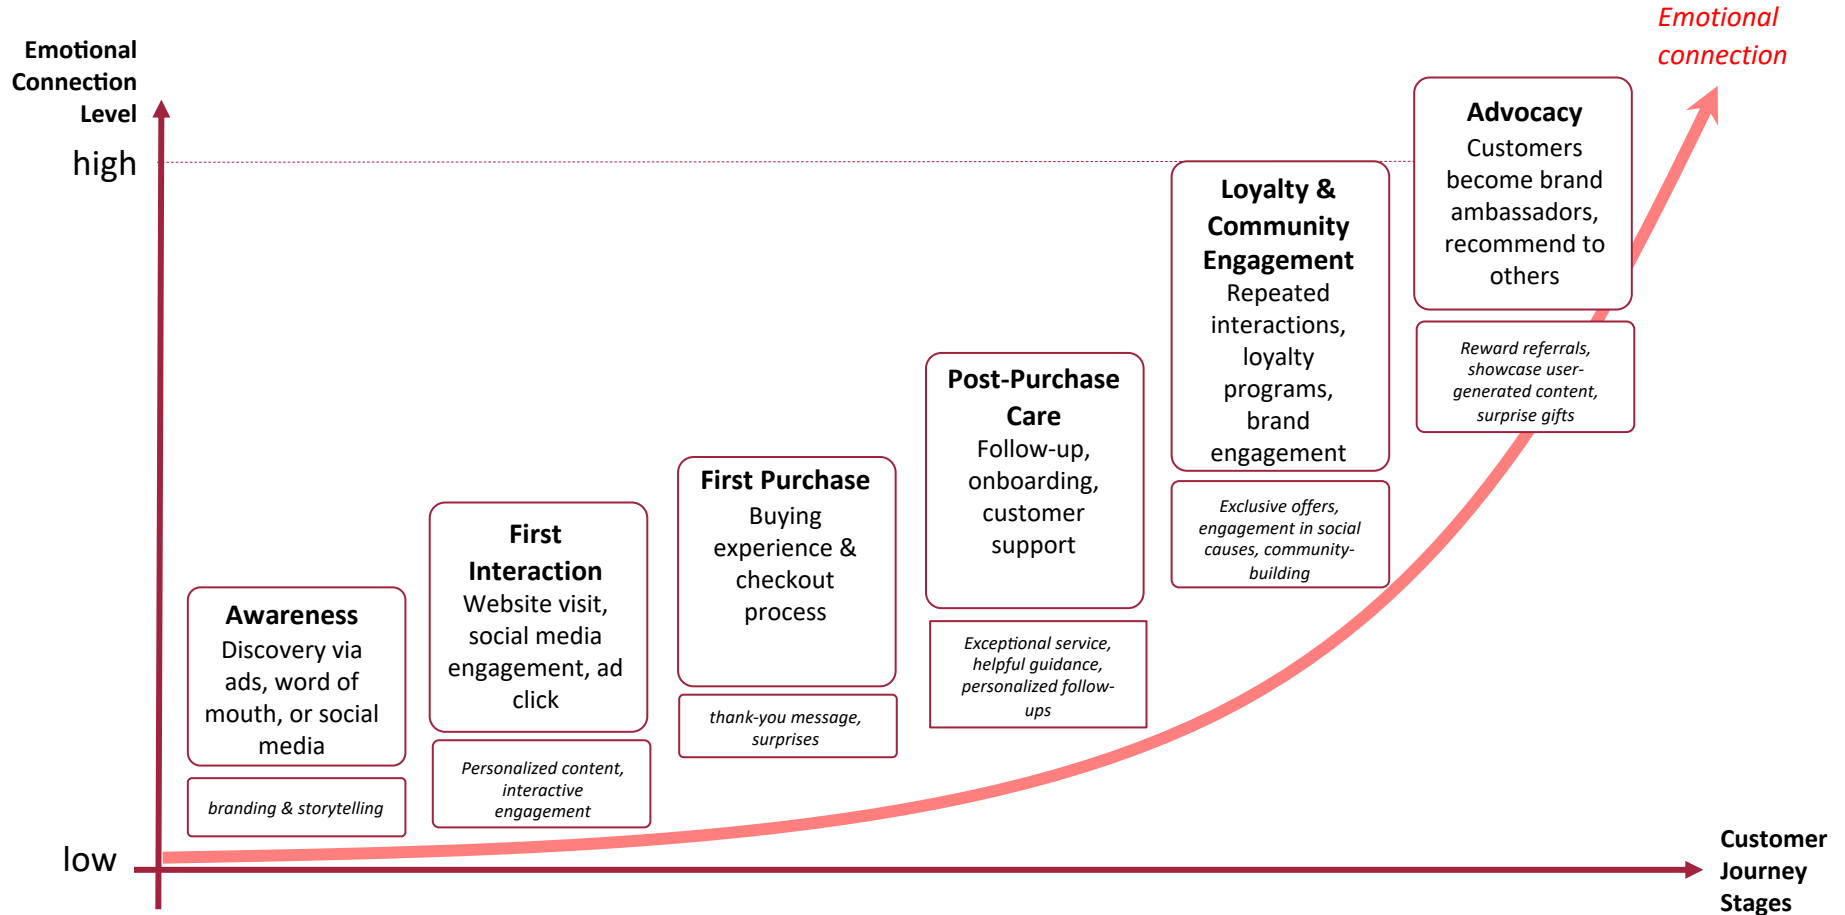 Emotional
Connection
Level
high
low
Awareness
Discovery via
ads, word of
mouth, or social
media
branding & storytelling
First
Interaction
Website visit,
social media
engagement, ad
click
Personalized content,
interactive
engagement
First Purchase
Buying
experience &
checkout
process
thank-you message,
surprises
Post-Purchase
Care
Follow-up,
onboarding,
customer
support
Exceptional service,
helpful guidance,
personalized follow-
ups
Loyalty &
Community
Engagement
Repeated
interactions,
loyalty
programs,
brand
engagement
Exclusive offers,
engagement in social
causes, community-
building
Advocacy
Customers
become brand
ambassadors,
recommend to
others
Reward referrals,
showcase user-
generated content,
surprise gifts
Emotional
connection
Customer
Journey
Stages